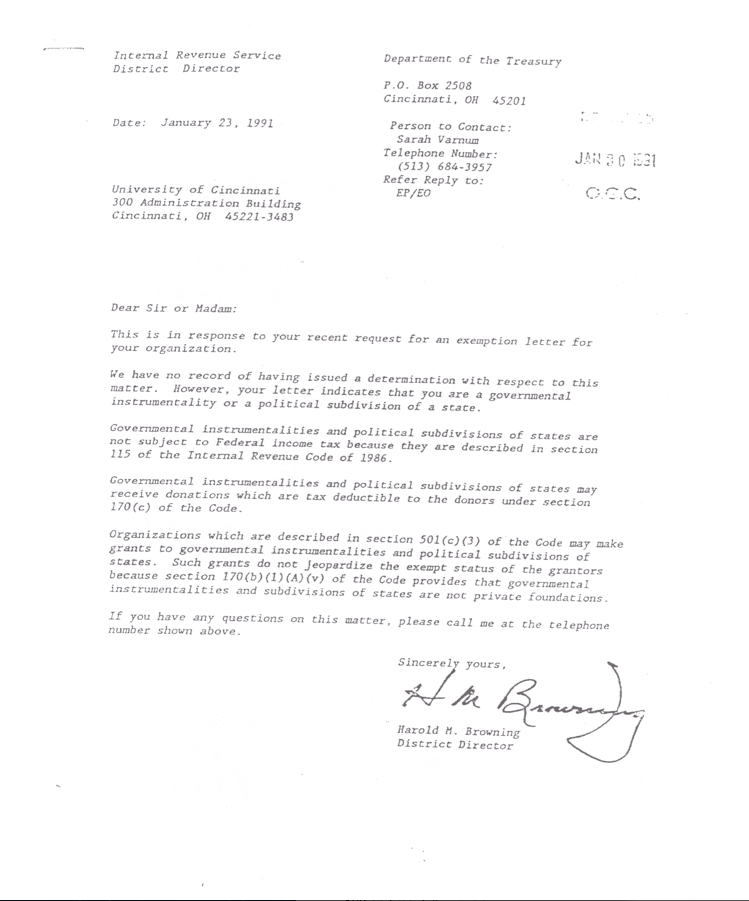 Internal Revenue Service
District Director
Department of the Treasury
P.O. Box 2508
Cincinnati, OH 45201
Date: January 23, 1991
Person to Contact:
Sarah Varnum
Telephone Number:
(513) 684-3957
Refer Reply to:
EP/EO
JAN 30 1991
O.C.C.
University of Cincinnati
300 Administration Building
Cincinnati, OH 45221-3483
Dear Sir or Madam:
This is in response to your recent request for an exemption letter for
your organization.
We have no record of having issued a determination with respect to this
matter. However, your letter indicates that you are a governmental
instrumentality or a political subdivision of a state.
Governmental instrumentalities and political subdivisions of states are
not subject to Federal income tax because they are described in section
115 of the Internal Revenue Code of 1986.
Governmental instrumentalities and political subdivisions of states may
receive donations which are tax deductible to the donors under section
170(c) of the Code.
Organizations which are described in section 501(c)(3) of the Code may make
grants to governmental instrumentalities and political subdivisions of
states. Such grants do not jeopardize the exempt status of the grantors
because section 170(b)(1)(A)(v) of the Code provides that governmental
instrumentalities and subdivisions of states are not private foundations.
If you have any questions on this matter, please call me at the telephone
number shown above.
Sincerely yours,
H M Browning
Harold M. Browning
District Director